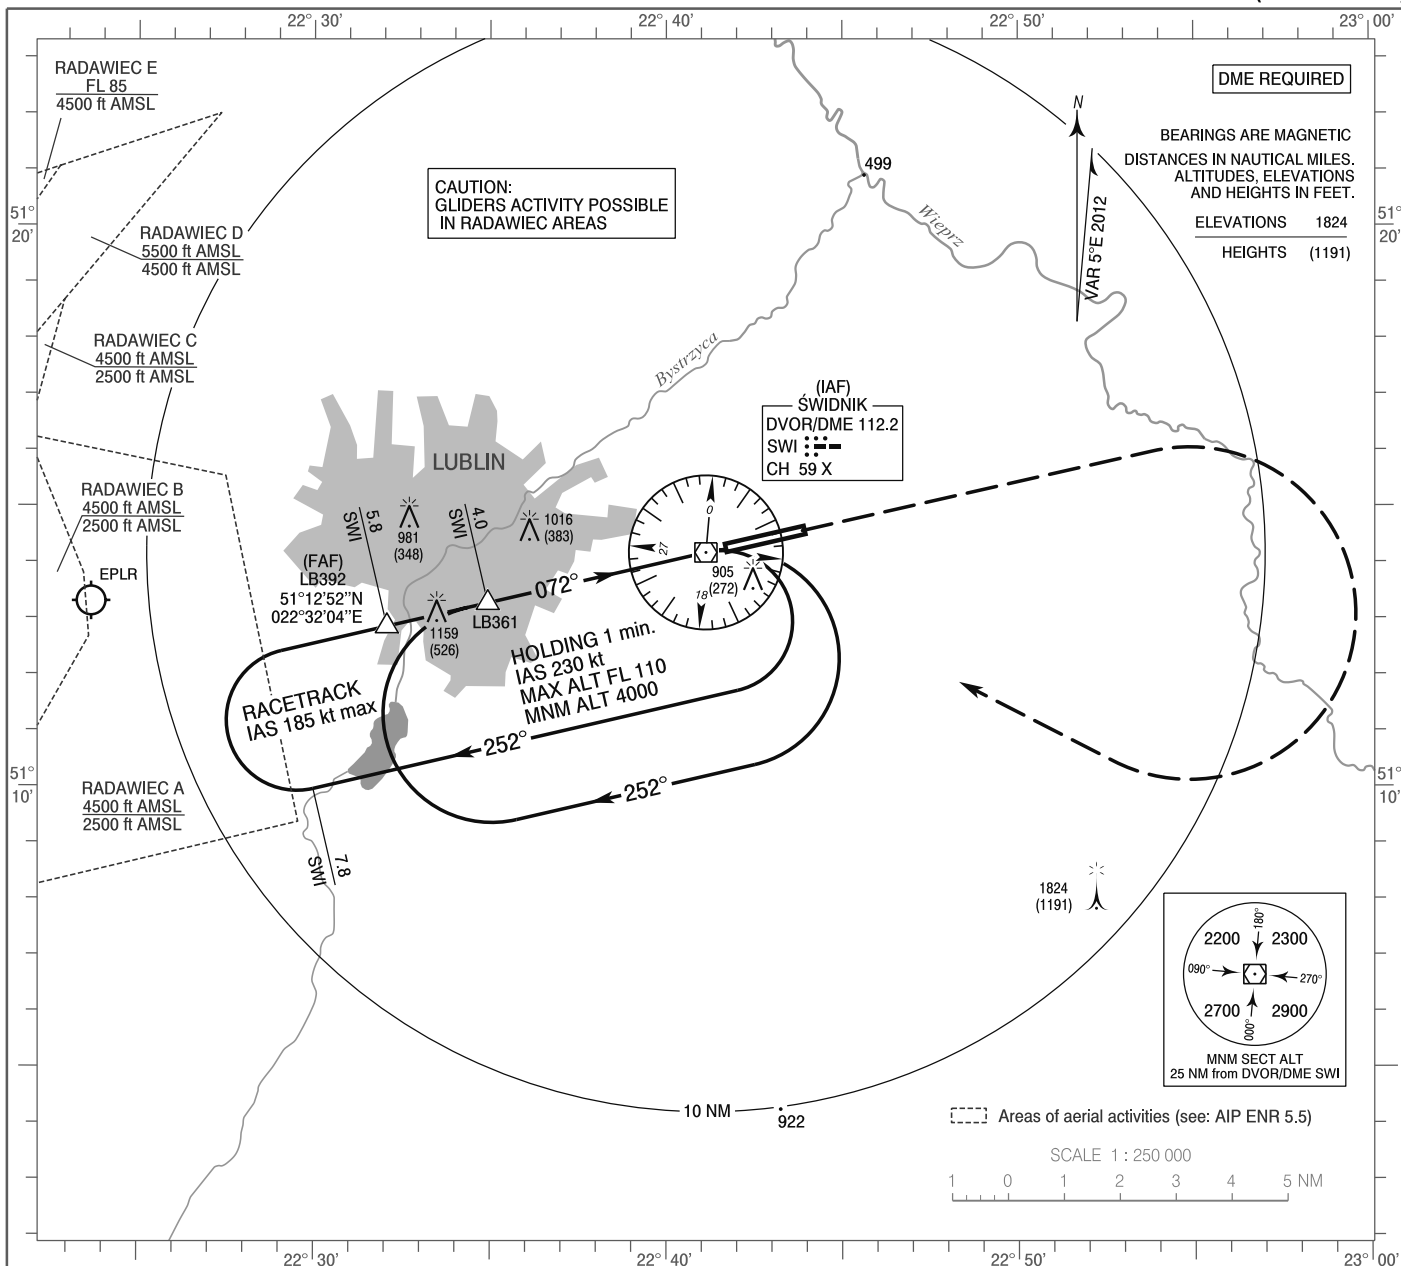 22° 30'
22° 40'
22° 50'
23° 00'
RADAWIEC E
FL 85
4500 ft AMSL
DME REQUIRED
N
BEARINGS ARE MAGNETIC
DISTANCES IN NAUTICAL MILES.
ALTITUDES, ELEVATIONS
AND HEIGHTS IN FEET.
ELEVATIONS 1824
HEIGHTS (1191)
VAR 5°E 2012
CAUTION:
GLIDERS ACTIVITY POSSIBLE
IN RADAWIEC AREAS
499
Wieprz
51°
20'
51°
20'
RADAWIEC D
5500 ft AMSL
4500 ft AMSL
RADAWIEC C
4500 ft AMSL
2500 ft AMSL
Bystrzyca
(IAF)
ŚWIDNIK
DVOR/DME 112.2
SWI
CH 59 X
LUBLIN
RADAWIEC B
4500 ft AMSL
2500 ft AMSL
5.8
SWI
981
(348)
4.0
SWI
1016
(383)
0
27
18
905
(272)
EPLR
(FAF)
LB392
51°12'52"N
022°32'04"E
072°
1159
(526)
LB361
HOLDING 1 min.
IAS 230 kt
MAX ALT FL 110
MNM ALT 4000
RACETRACK
IAS 185 kt max
252°
252°
51°
10'
51°
10'
RADAWIEC A
4500 ft AMSL
2500 ft AMSL
7.8
SWI
1824
(1191)
180°
2200 2300
090°
270°
2700 2900
000°
MNM SECT ALT
25 NM from DVOR/DME SWI
10 NM
922
Areas of aerial activities (see: AIP ENR 5.5)
SCALE 1 : 250 000
1 0 1 2 3 4 5 NM
22° 30'
22° 40'
22° 50'
23° 00'